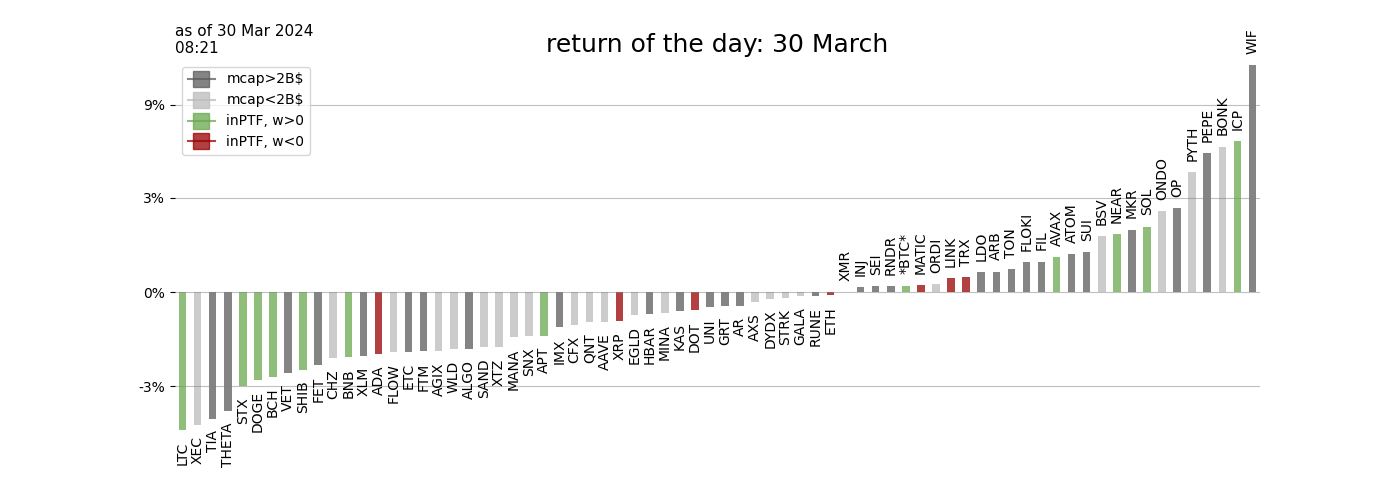 as of 30 Mar 2024
08:21
return of the day: 30 March
mcap>2B$
mcap<2B$
inPTF, w>0
inPTF, w<0
9%
3%
0%
-3%
LTC
XEC
TIA
THETA
STX
DOGE
BCH
VET
SHIB
FET
CHZ
BNB
XLM
ADA
FLOW
ETC
FTM
AGIX
WLD
ALGO
SAND
XTZ
MANA
SNX
APT
IMX
CFX
QNT
AAVE
XRP
EGLD
HBAR
MINA
KAS
DOT
UNI
GRT
AR
AXS
DYDX
STRK
GALA
RUNE
ETH
XMR
INJ
SEI
RNDR
*BTC*
MATIC
ORDI
LINK
TRX
LDO
ARB
TON
FLOKI
FIL
AVAX
ATOM
SUI
BSV
NEAR
MKR
SOL
ONDO
OP
PYTH
PEPE
BONK
ICP
WIF